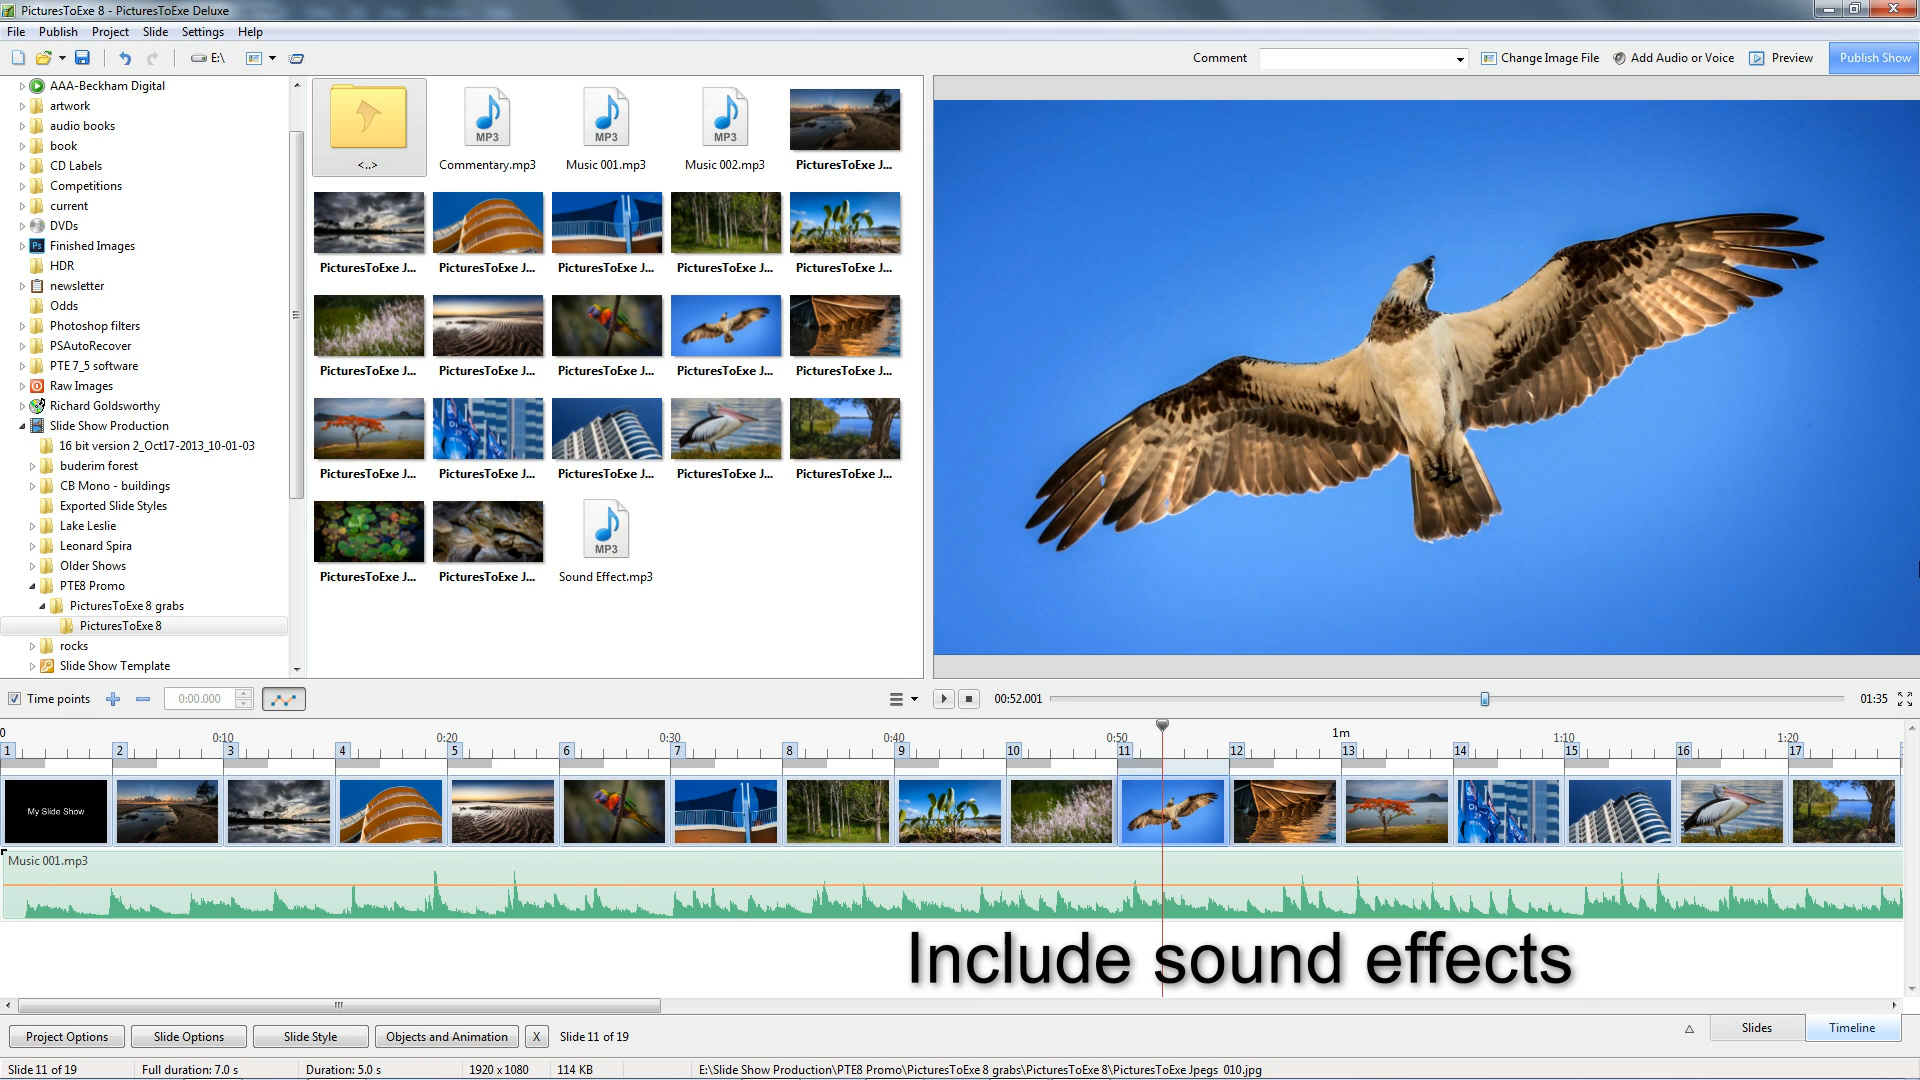 PicturesToExe 8 - PicturesToExe Deluxe
File Publish Project Slide Settings Help
E:\ Comment Change Image File Add Audio or Voice Preview Publish Show
AAA-Beckham Digital
artwork
audio books
book
CD Labels
Competitions
current
DVDs
Finished Images
HDR
newsletter
Odds
Photoshop filters
PSAutoRecover
PTE 7_5 software
Raw Images
Richard Goldsworthy
Slide Show Production
16 bit version 2_Oct17-2013_10-01-03
buderim forest
CB Mono - buildings
Exported Slide Styles
Lake Leslie
Leonard Spira
Older Shows
PTE8 Promo
PicturesToExe 8 grabs
PicturesToExe 8
rocks
Slide Show Template
MP3 MP3 MP3
<..> Commentary.mp3 Music 001.mp3 Music 002.mp3 PicturesToExe J...
PicturesToExe J... PicturesToExe J... PicturesToExe J... PicturesToExe J... PicturesToExe J...
PicturesToExe J... PicturesToExe J... PicturesToExe J... PicturesToExe J... PicturesToExe J...
PicturesToExe J... PicturesToExe J... PicturesToExe J... PicturesToExe J... PicturesToExe J...
MP3
PicturesToExe J... PicturesToExe J... Sound Effect.mp3
Time points 0:00.000 00:52.001 01:35
0 0:10 0:20 0:30 0:40 0:50 1m 1:10 1:20
1 2 3 4 5 6 7 8 9 10 11 12 13 14 15 16 17
My Slide Show
Music 001.mp3
Include sound effects
Project Options Slide Options Slide Style Objects and Animation X Slide 11 of 19 Slides Timeline
Slide 11 of 19 Full duration: 7.0 s Duration: 5.0 s 1920 x 1080 114 KB E:\Slide Show Production\PTE8 Promo\PicturesToExe 8 grabs\PicturesToExe 8\PicturesToExe Jpegs 010.jpg